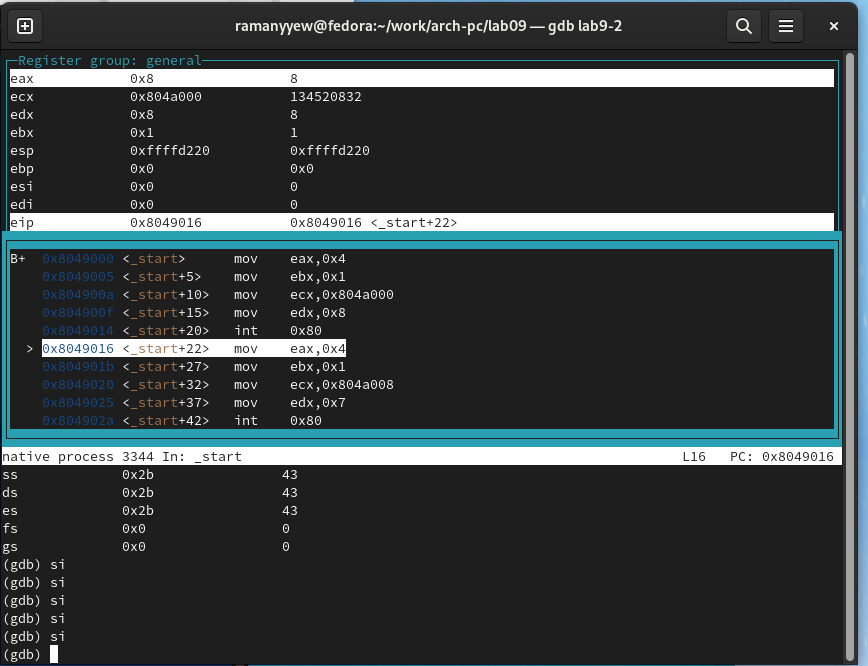 ramanyyew@fedora:~/work/arch-pc/lab09 — gdb lab9-2
Register group: general
eax 0x8 8
ecx 0x804a000 134520832
edx 0x8 8
ebx 0x1 1
esp 0xffffd220 0xffffd220
ebp 0x0 0x0
esi 0x0 0
edi 0x0 0
eip 0x8049016 0x8049016 <_start+22>
B+ 0x8049000 <_start> mov eax,0x4
0x8049005 <_start+5> mov ebx,0x1
0x804900a <_start+10> mov ecx,0x804a000
0x804900f <_start+15> mov edx,0x8
0x8049014 <_start+20> int 0x80
> 0x8049016 <_start+22> mov eax,0x4
0x804901b <_start+27> mov ebx,0x1
0x8049020 <_start+32> mov ecx,0x804a008
0x8049025 <_start+37> mov edx,0x7
0x804902a <_start+42> int 0x80
native process 3344 In: _start L16 PC: 0x8049016
ss 0x2b 43
ds 0x2b 43
es 0x2b 43
fs 0x0 0
gs 0x0 0
(gdb) si
(gdb) si
(gdb) si
(gdb) si
(gdb) si
(gdb)